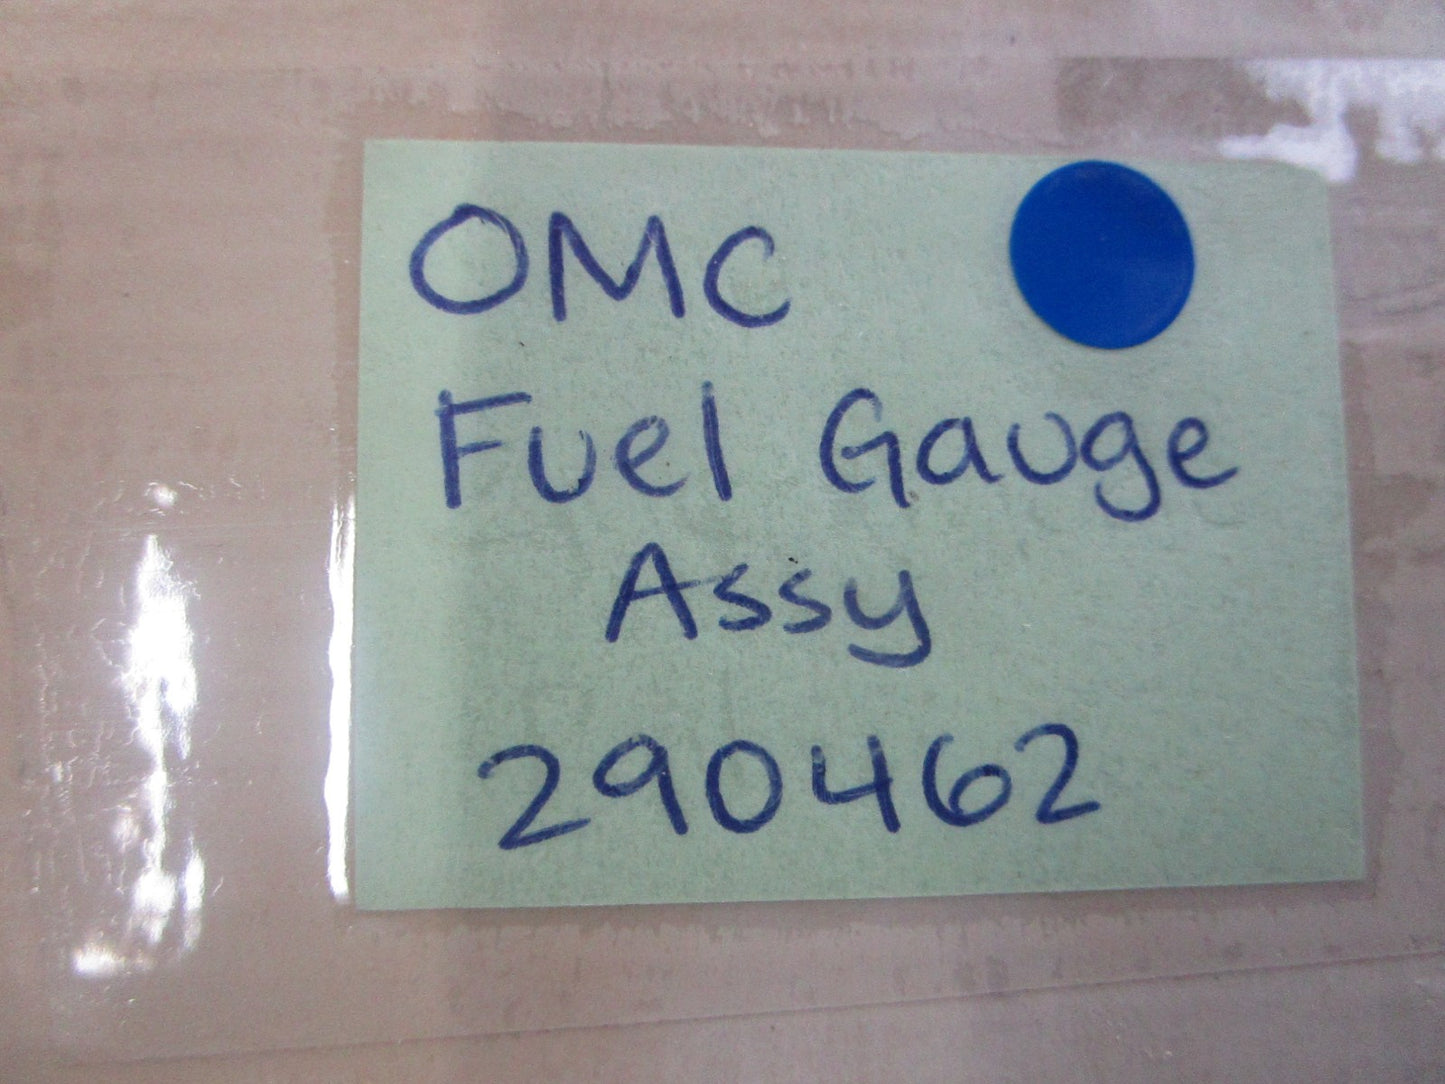 OMC
Fuel Gauge
Assy
290462